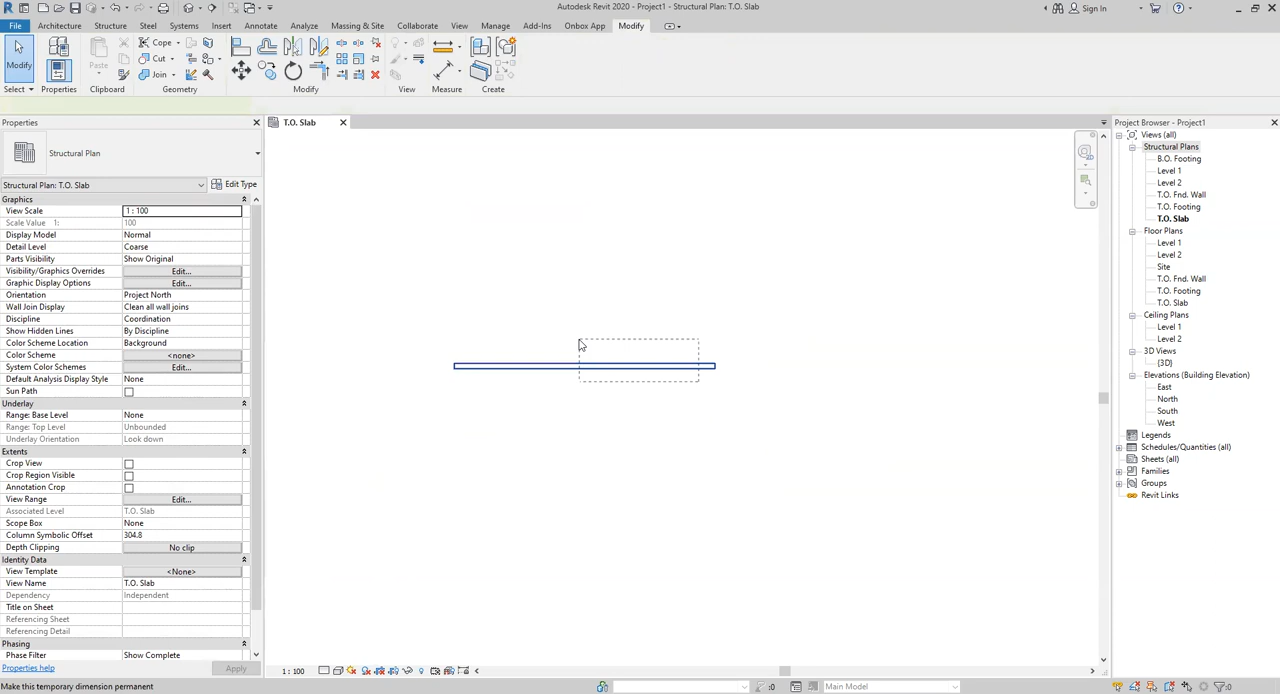 Autodesk Revit 2020 - Project1 - Structural Plan: T.O. Slab
Sign In
File Architecture Structure Steel Systems Insert Annotate Analyze Massing & Site Collaborate View Manage Add-Ins Onbox App Modify
Modify Paste Cope Cut Join
Select Properties Clipboard Geometry Modify View Measure Create
Properties
Structural Plan
Structural Plan: T.O. Slab Edit Type
Graphics
View Scale 1 : 100
Scale Value 1: 100
Display Model Normal
Detail Level Coarse
Parts Visibility Show Original
Visibility/Graphics Overrides Edit...
Graphic Display Options Edit...
Orientation Project North
Wall Join Display Clean all wall joins
Discipline Coordination
Show Hidden Lines By Discipline
Color Scheme Location Background
Color Scheme <none>
System Color Schemes Edit...
Default Analysis Display Style None
Sun Path
Underlay
Range: Base Level None
Range: Top Level Unbounded
Underlay Orientation Look down
Extents
Crop View
Crop Region Visible
Annotation Crop
View Range Edit...
Associated Level T.O. Slab
Scope Box None
Column Symbolic Offset 304.8
Depth Clipping No clip
Identity Data
View Template <None>
View Name T.O. Slab
Dependency Independent
Title on Sheet
Referencing Sheet
Referencing Detail
Phasing
Phase Filter Show Complete
Properties help Apply
T.O. Slab
Project Browser - Project1
Views (all)
Structural Plans
B.O. Footing
Level 1
Level 2
T.O. Fnd. Wall
T.O. Footing
T.O. Slab
Floor Plans
Level 1
Level 2
Site
T.O. Fnd. Wall
T.O. Footing
T.O. Slab
Ceiling Plans
Level 1
Level 2
3D Views
{3D}
Elevations (Building Elevation)
East
North
South
West
Legends
Schedules/Quantities (all)
Sheets (all)
Families
Groups
Revit Links
1 : 100
Make this temporary dimension permanent
:0
Main Model
:0